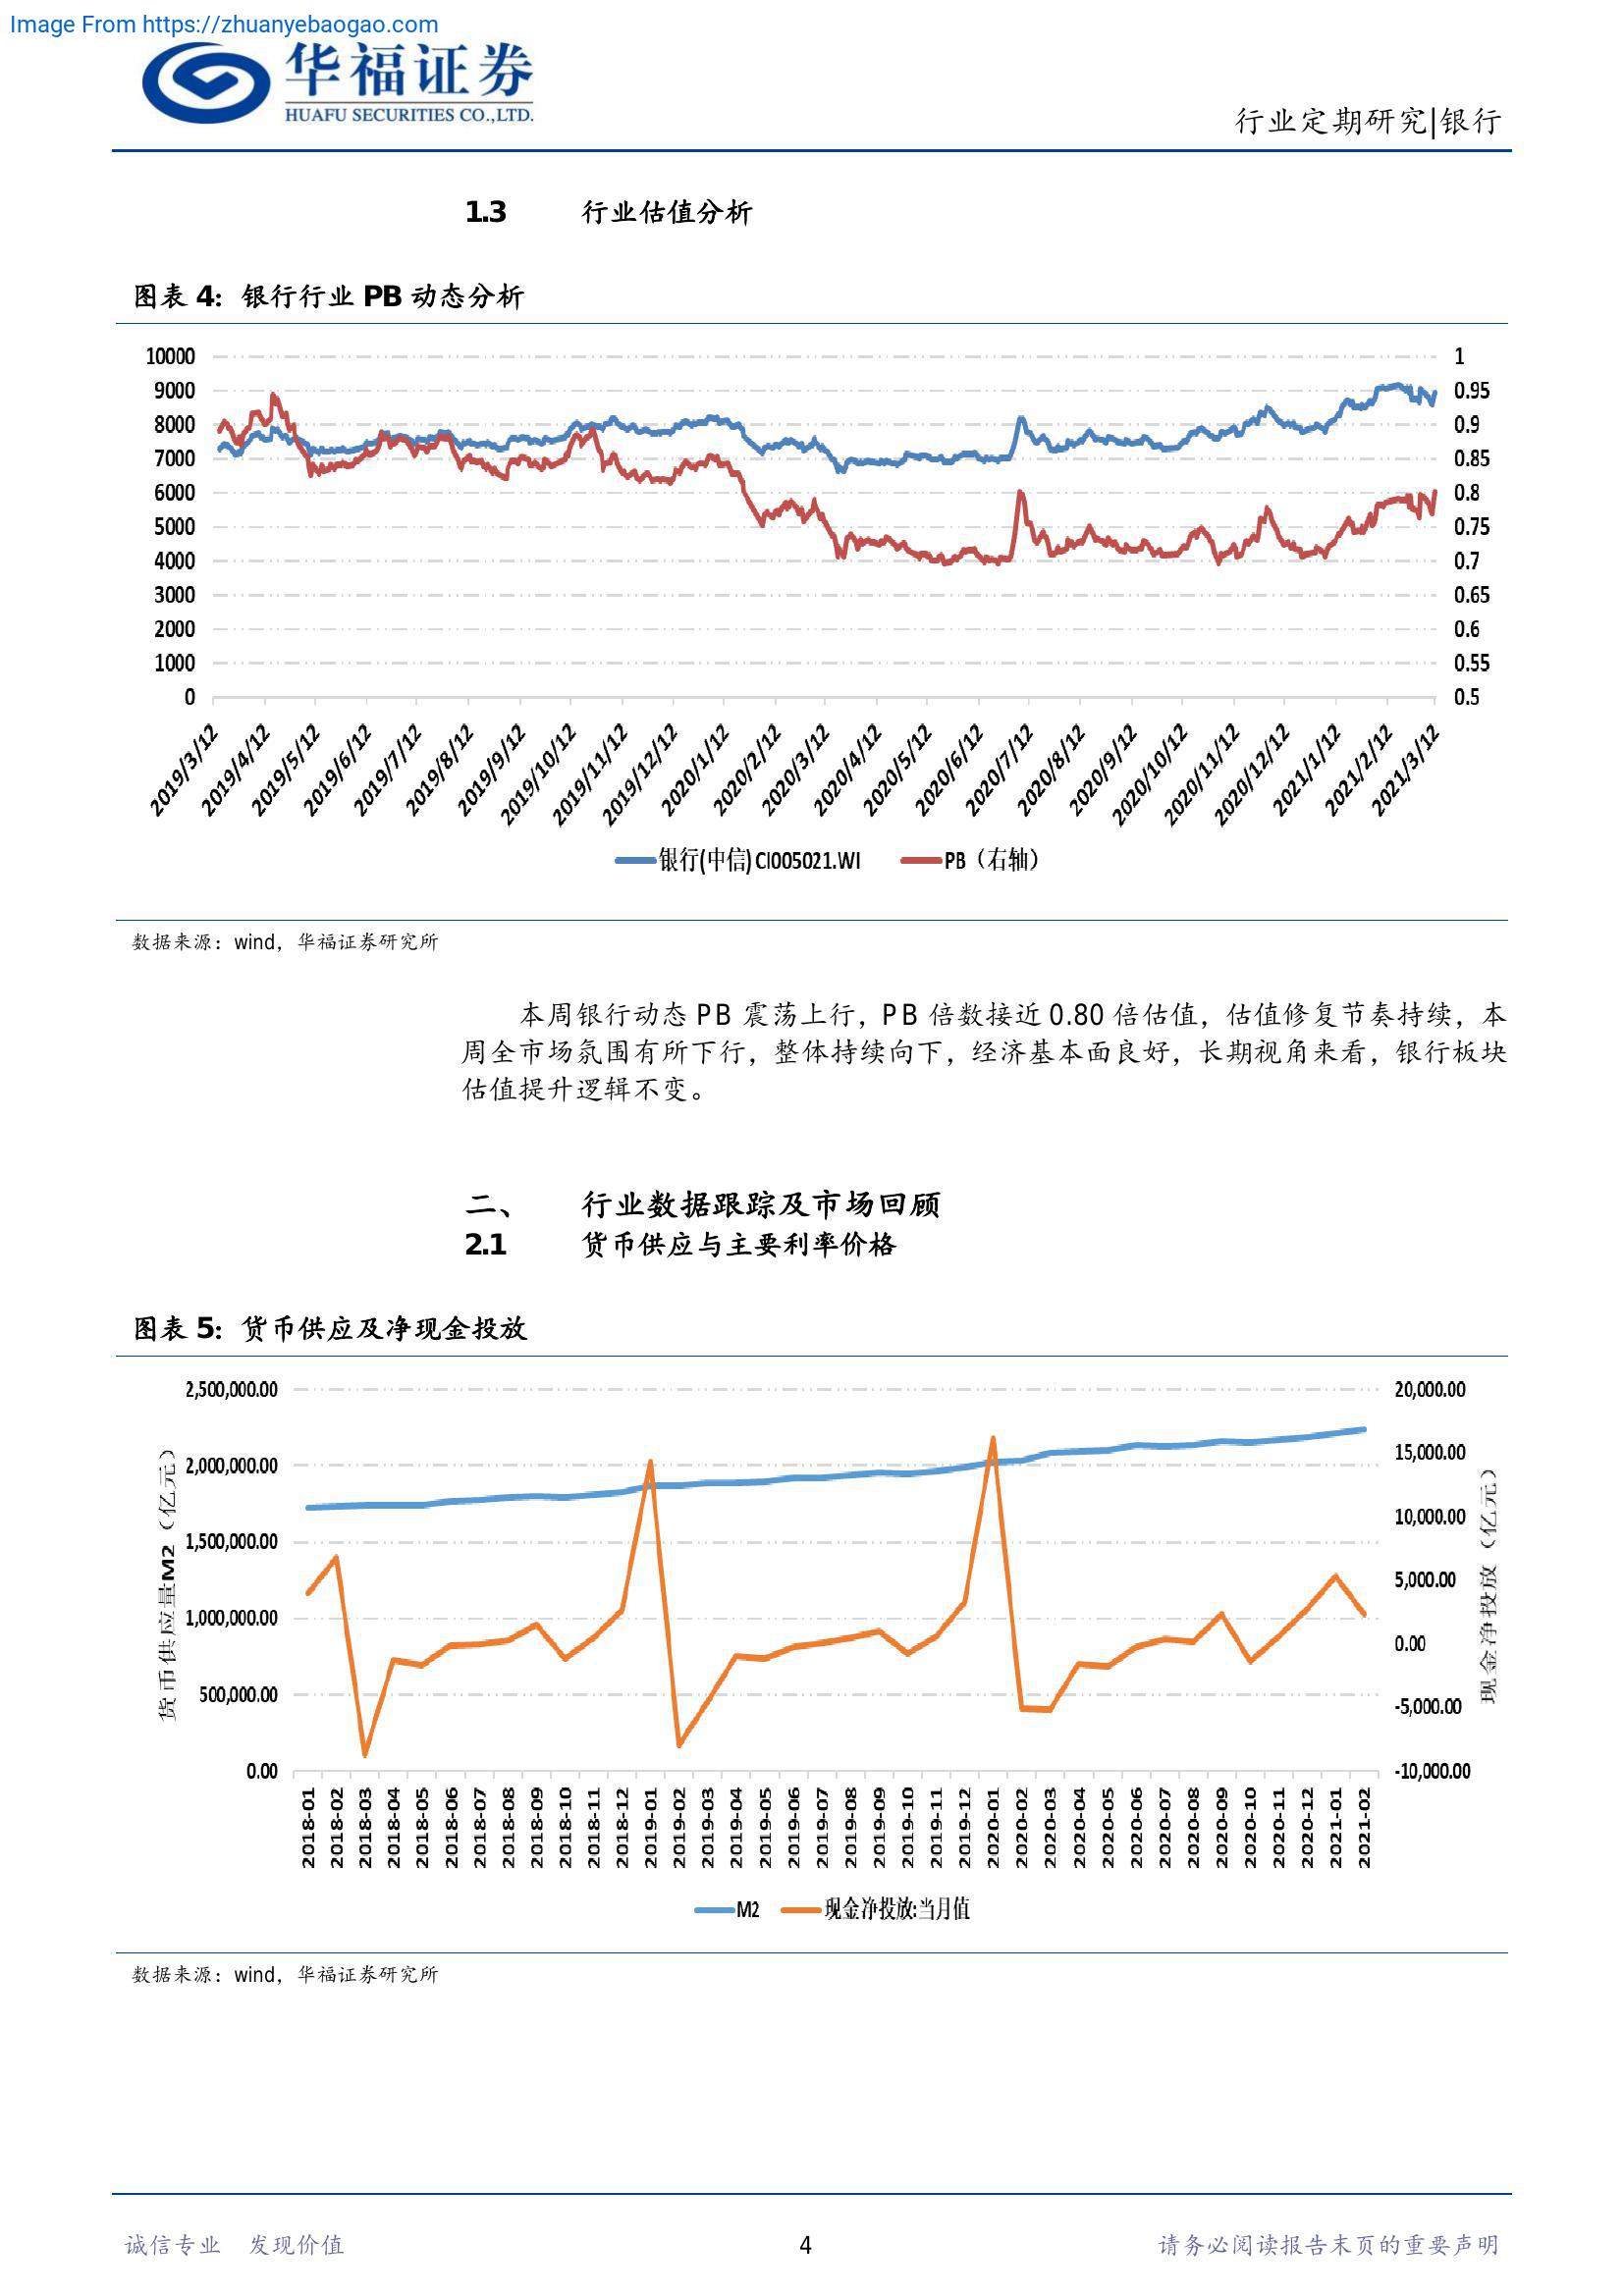 Image From https://zhuanyebaogao.com
华福证券
HUAFU SECURITIES CO.,LTD.
行业定期研究|银行
1.3 行业估值分析
图表 4：银行行业 PB 动态分析
10000 1
9000 0.95
8000 0.9
7000 0.85
6000 0.8
5000 0.75
4000 0.7
3000 0.65
2000 0.6
1000 0.55
0 0.5
2019/3/12 2019/4/12 2019/5/12 2019/6/12 2019/7/12 2019/8/12 2019/9/12 2019/10/12 2019/11/12 2019/12/12 2020/1/12 2020/2/12 2020/3/12 2020/4/12 2020/5/12 2020/6/12 2020/7/12 2020/8/12 2020/9/12 2020/10/12 2020/11/12 2020/12/12 2021/1/12 2021/2/12 2021/3/12
银行(中信) CI005021.WI PB（右轴）
数据来源：wind，华福证券研究所
本周银行动态 PB 震荡上行，PB 倍数接近 0.80 倍估值，估值修复节奏持续，本
周全市场氛围有所下行，整体持续向下，经济基本面良好，长期视角来看，银行板块
估值提升逻辑不变。
二、 行业数据跟踪及市场回顾
2.1 货币供应与主要利率价格
图表 5：货币供应及净现金投放
货币供应量M2（亿元）
2,500,000.00
2,000,000.00
1,500,000.00
1,000,000.00
500,000.00
0.00
20,000.00
15,000.00
10,000.00
5,000.00
0.00
-5,000.00
-10,000.00
现金净投放（亿元）
2018-01 2018-02 2018-03 2018-04 2018-05 2018-06 2018-07 2018-08 2018-09 2018-10 2018-11 2018-12 2019-01 2019-02 2019-03 2019-04 2019-05 2019-06 2019-07 2019-08 2019-09 2019-10 2019-11 2019-12 2020-01 2020-02 2020-03 2020-04 2020-05 2020-06 2020-07 2020-08 2020-09 2020-10 2020-11 2020-12 2021-01 2021-02
M2 现金净投放:当月值
数据来源：wind，华福证券研究所
诚信专业 发现价值 4 请务必阅读报告末页的重要声明